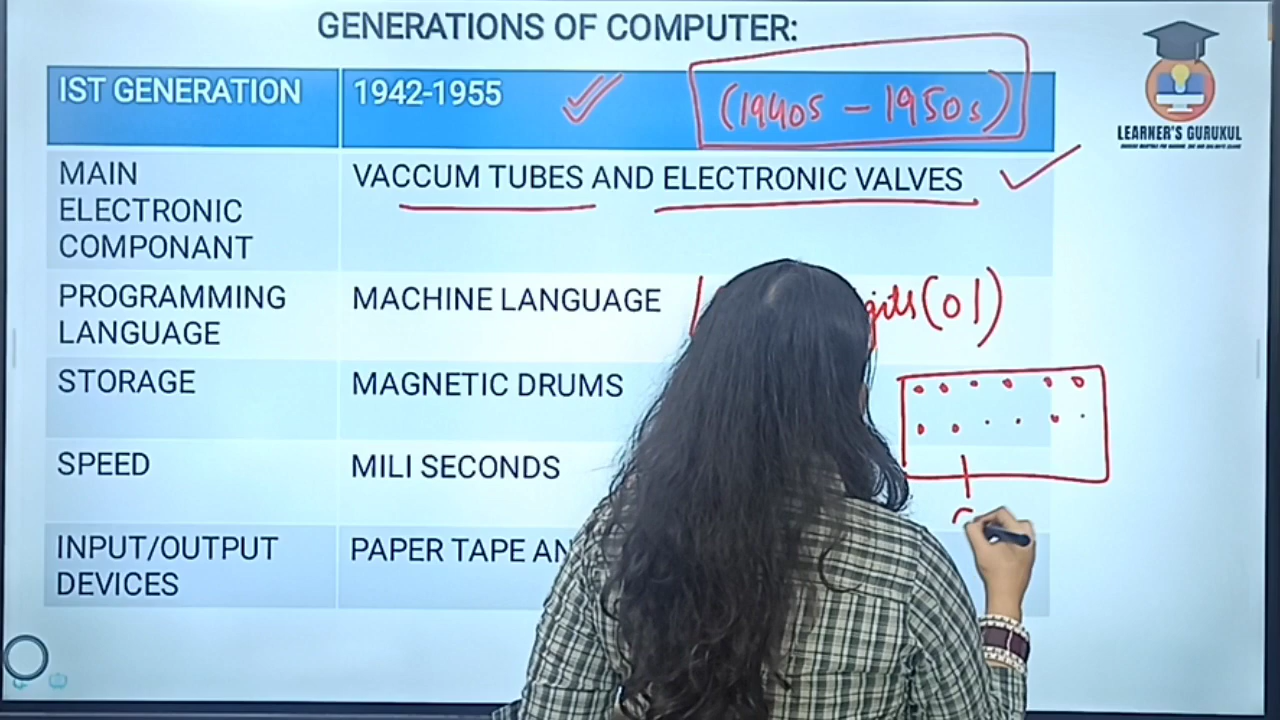 GENERATIONS OF COMPUTER:
IST GENERATION
1942-1955
(1940s - 1950s)
MAIN
ELECTRONIC
COMPONANT
VACCUM TUBES AND ELECTRONIC VALVES
PROGRAMMING
LANGUAGE
MACHINE LANGUAGE
(01)
STORAGE
MAGNETIC DRUMS
SPEED
MILI SECONDS
INPUT/OUTPUT
DEVICES
PAPER TAPE
LEARNER'S GURUKUL